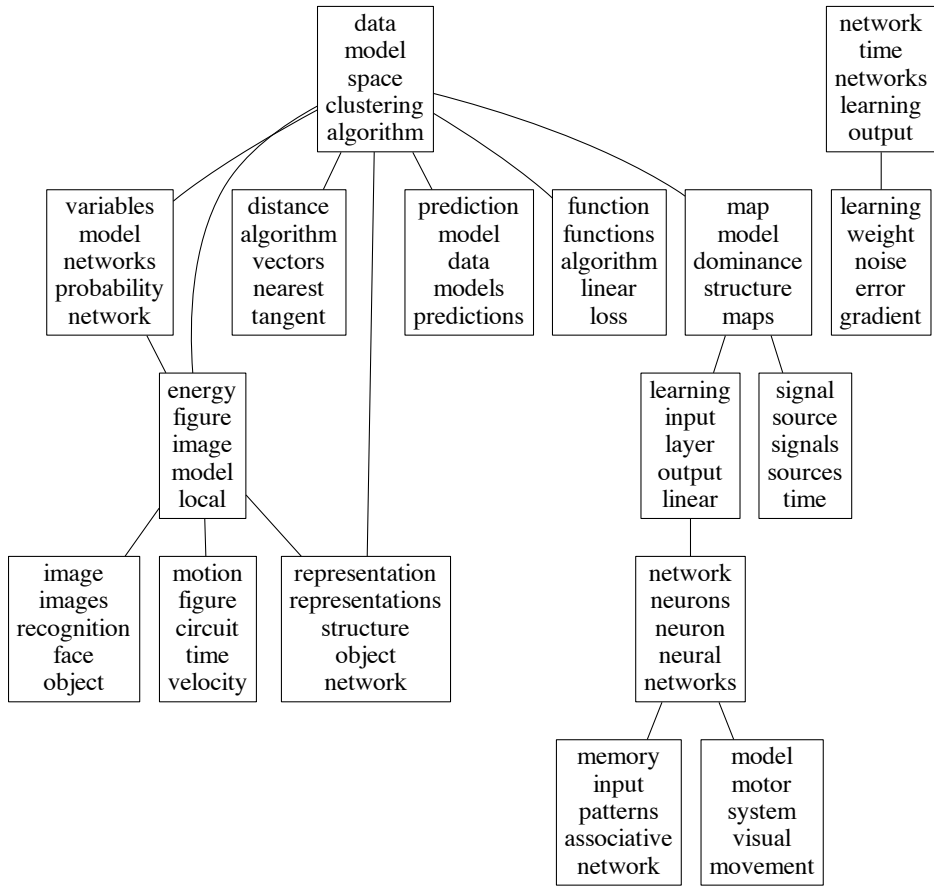 data
model
space
clustering
algorithm
network
time
networks
learning
output
variables
model
networks
probability
network
distance
algorithm
vectors
nearest
tangent
prediction
model
data
models
predictions
function
functions
algorithm
linear
loss
map
model
dominance
structure
maps
learning
weight
noise
error
gradient
energy
figure
image
model
local
learning
input
layer
output
linear
signal
source
signals
sources
time
image
images
recognition
face
object
motion
figure
circuit
time
velocity
representation
representations
structure
object
network
network
neurons
neuron
neural
networks
memory
input
patterns
associative
network
model
motor
system
visual
movement